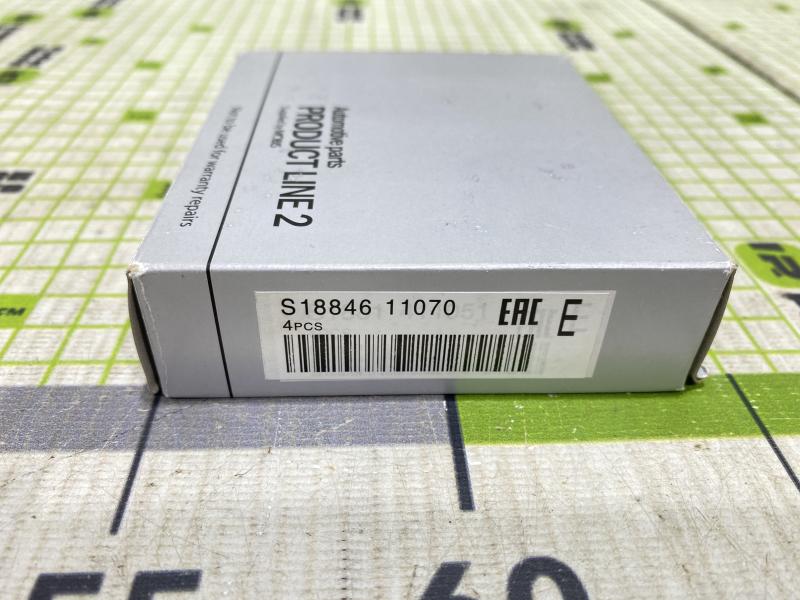 Automotive parts
PRODUCT LINE 2
Not to be used for warranty repairs
S18846 11070
4PCS
EAC
E
55
60